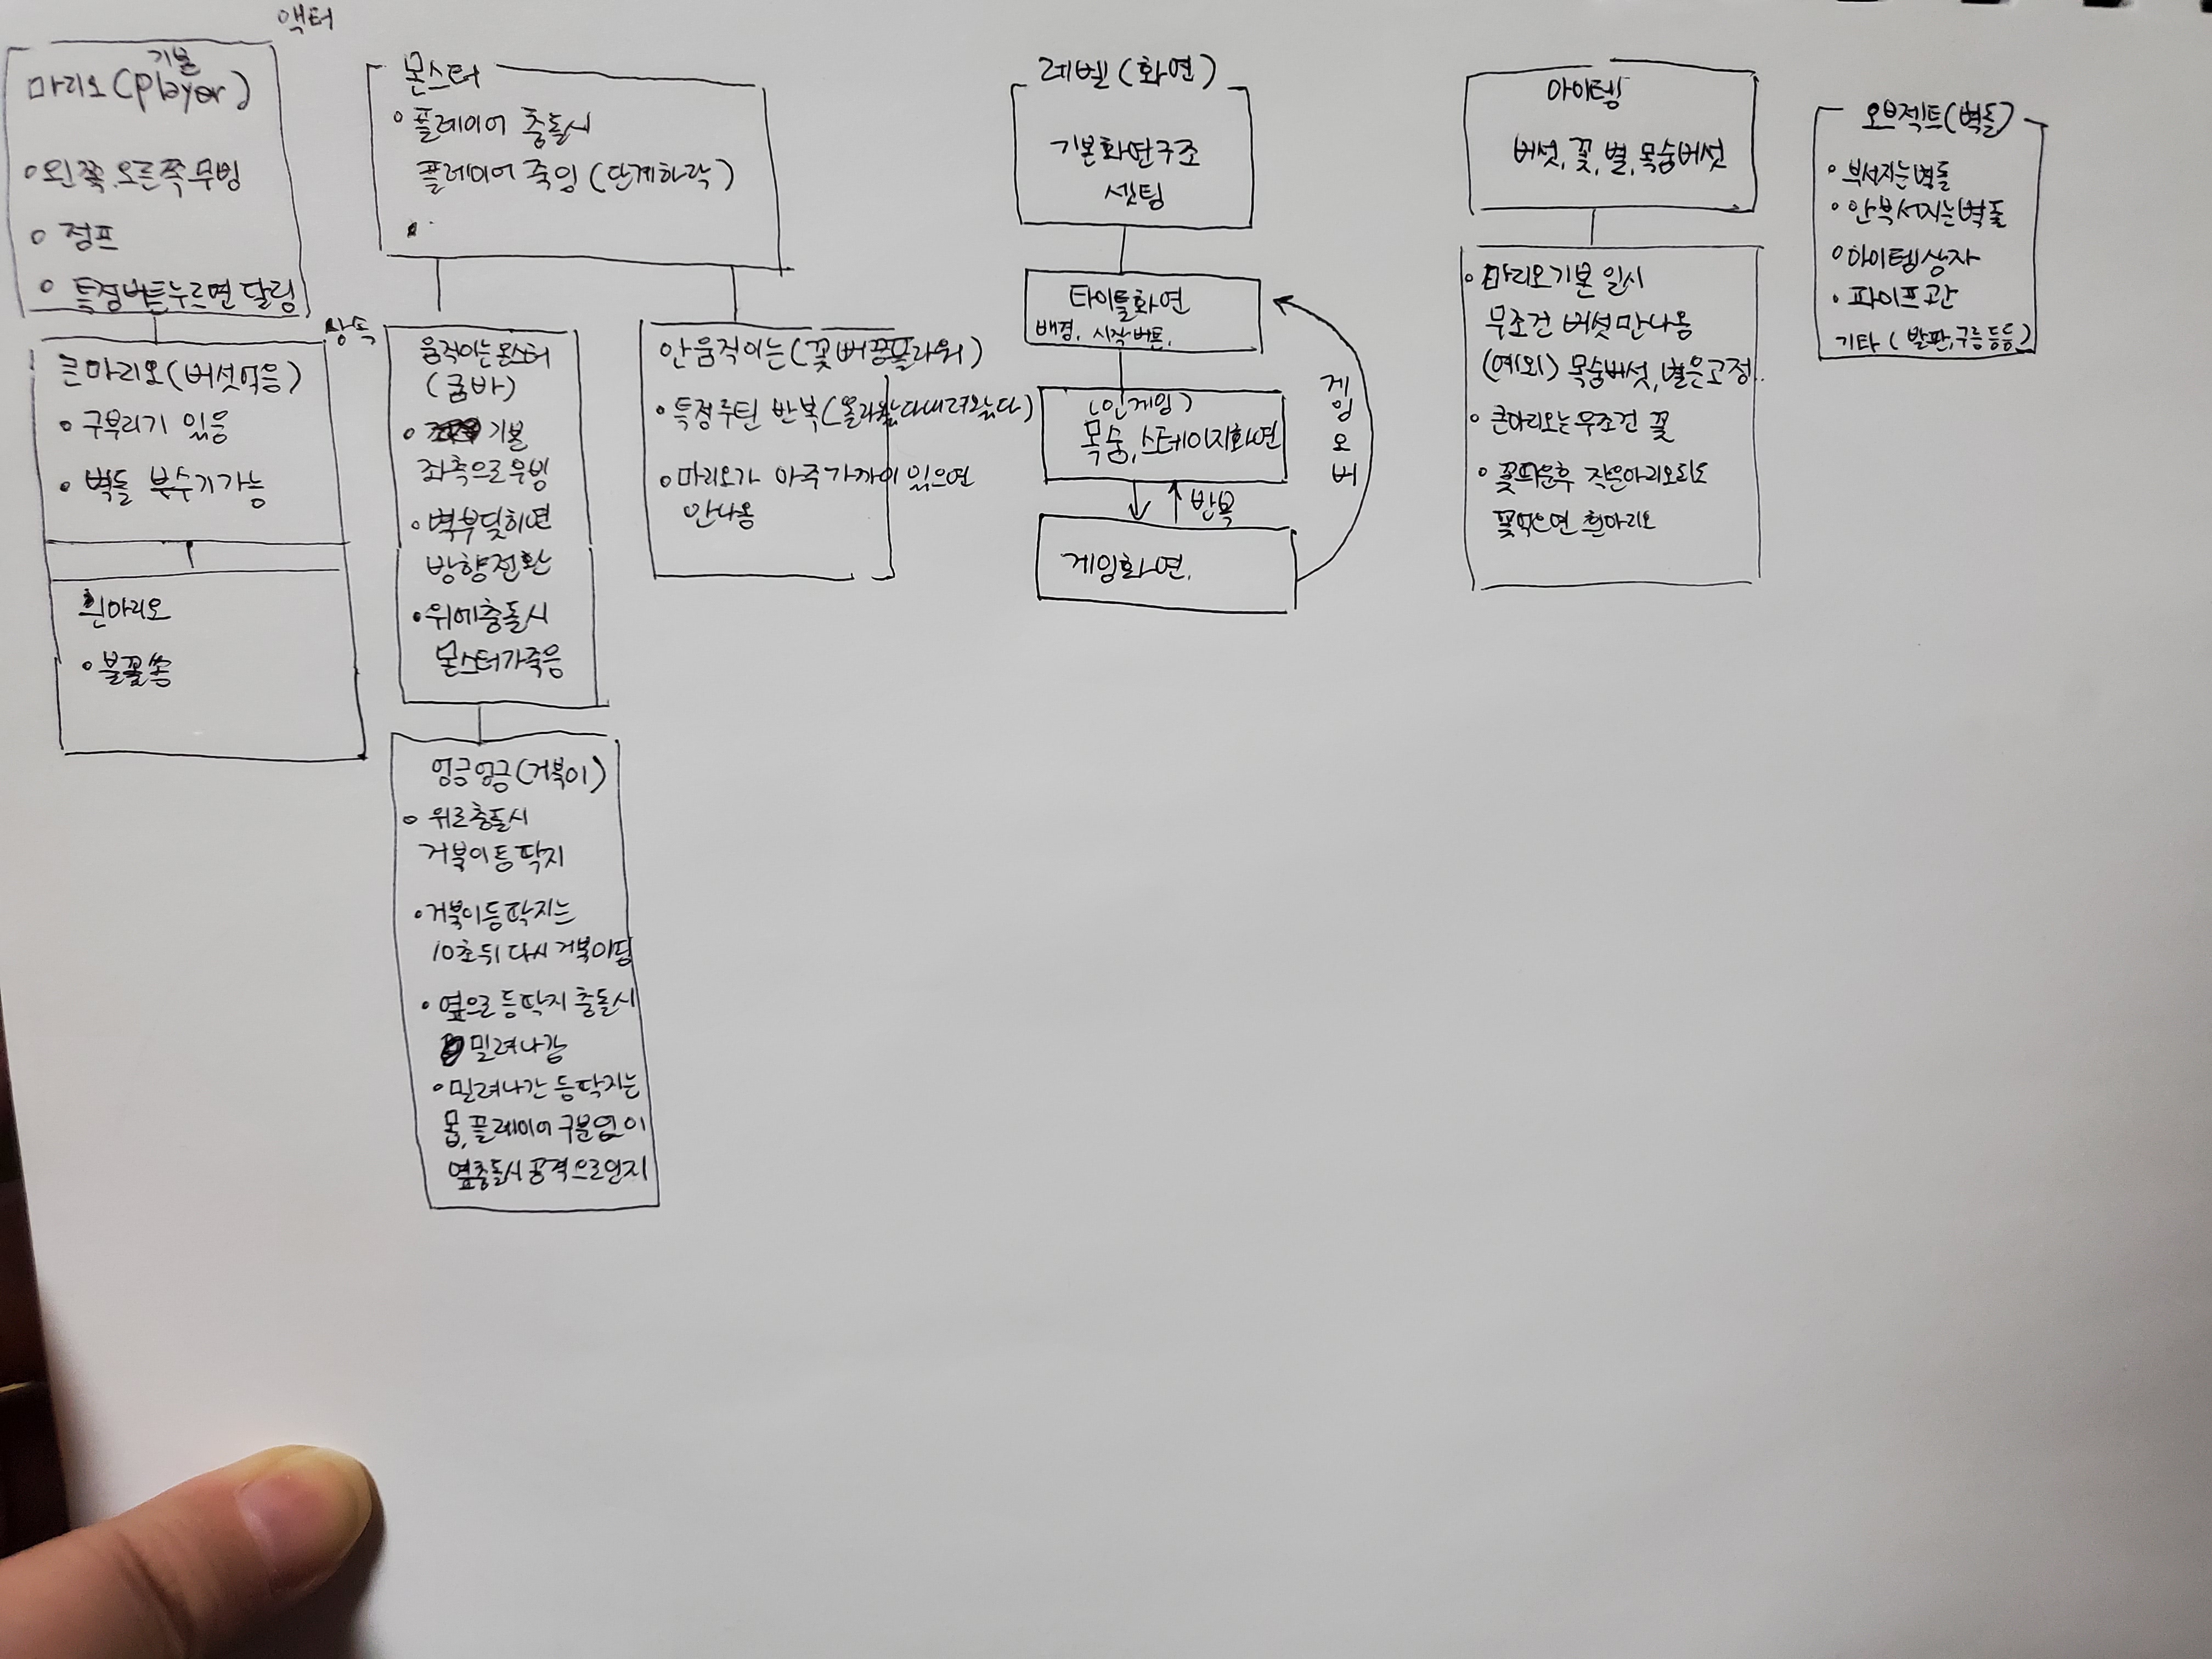 액터
기본
마리오(player)
왼쪽, 오른쪽 무빙
점프
특정버튼누르면 달림
상속
큰마리오(버섯먹음)
구부리기 있음
벽돌 부수기가능
흰마리오
불꽃쏨
몬스터
플레이어 충돌시
플레이어 죽임 (단계하락)
움직이는몬스터
(굼바)
기본
좌측으로무빙
벽부딪히면
방향전환
위에충돌시
몬스터가죽음
안움직이는(꽃뻐끔플라워)
특정루틴 반복(올라왔다내려왔다)
마리오가 아주가까이 있으면
안나옴
엉금엉금(거북이)
위로충돌시
거북이등딱지
거북이등딱지는
10초뒤 다시 거북이됨
옆으로 등딱지 충돌시
밀려나감
밀려나간 등딱지는
몹, 플레이어 구분없이
옆충돌시 공격으로인지
레벨(화면)
기본화면구조
셋팅
타이틀화면
배경, 시작버튼,
(인게임)
목숨, 스테이지화면
반복
게임화면,
게임오버
아이템
버섯, 꽃, 별, 목숨버섯
마리오기본 일시
무조건 버섯만나옴
(예외) 목숨버섯, 별은고정..
큰마리오는무조건 꽃
꽃띄운후 작은마리오라도
꽃먹으면 흰마리오
오브젝트(벽돌)
부서지는벽돌
안부서지는벽돌
아이템상자
파이프관
기타 (발판,구름등등)